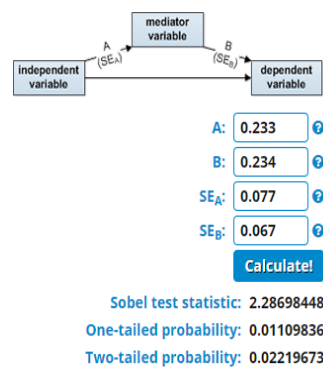 mediator
variable
A
(SEA)
B
(SEB)
independent
variable
dependent
variable
A: 0.233 ?
B: 0.234 ?
SEA: 0.077 ?
SEB: 0.067 ?
Calculate!
Sobel test statistic: 2.28698448
One-tailed probability: 0.01109836
Two-tailed probability: 0.02219673